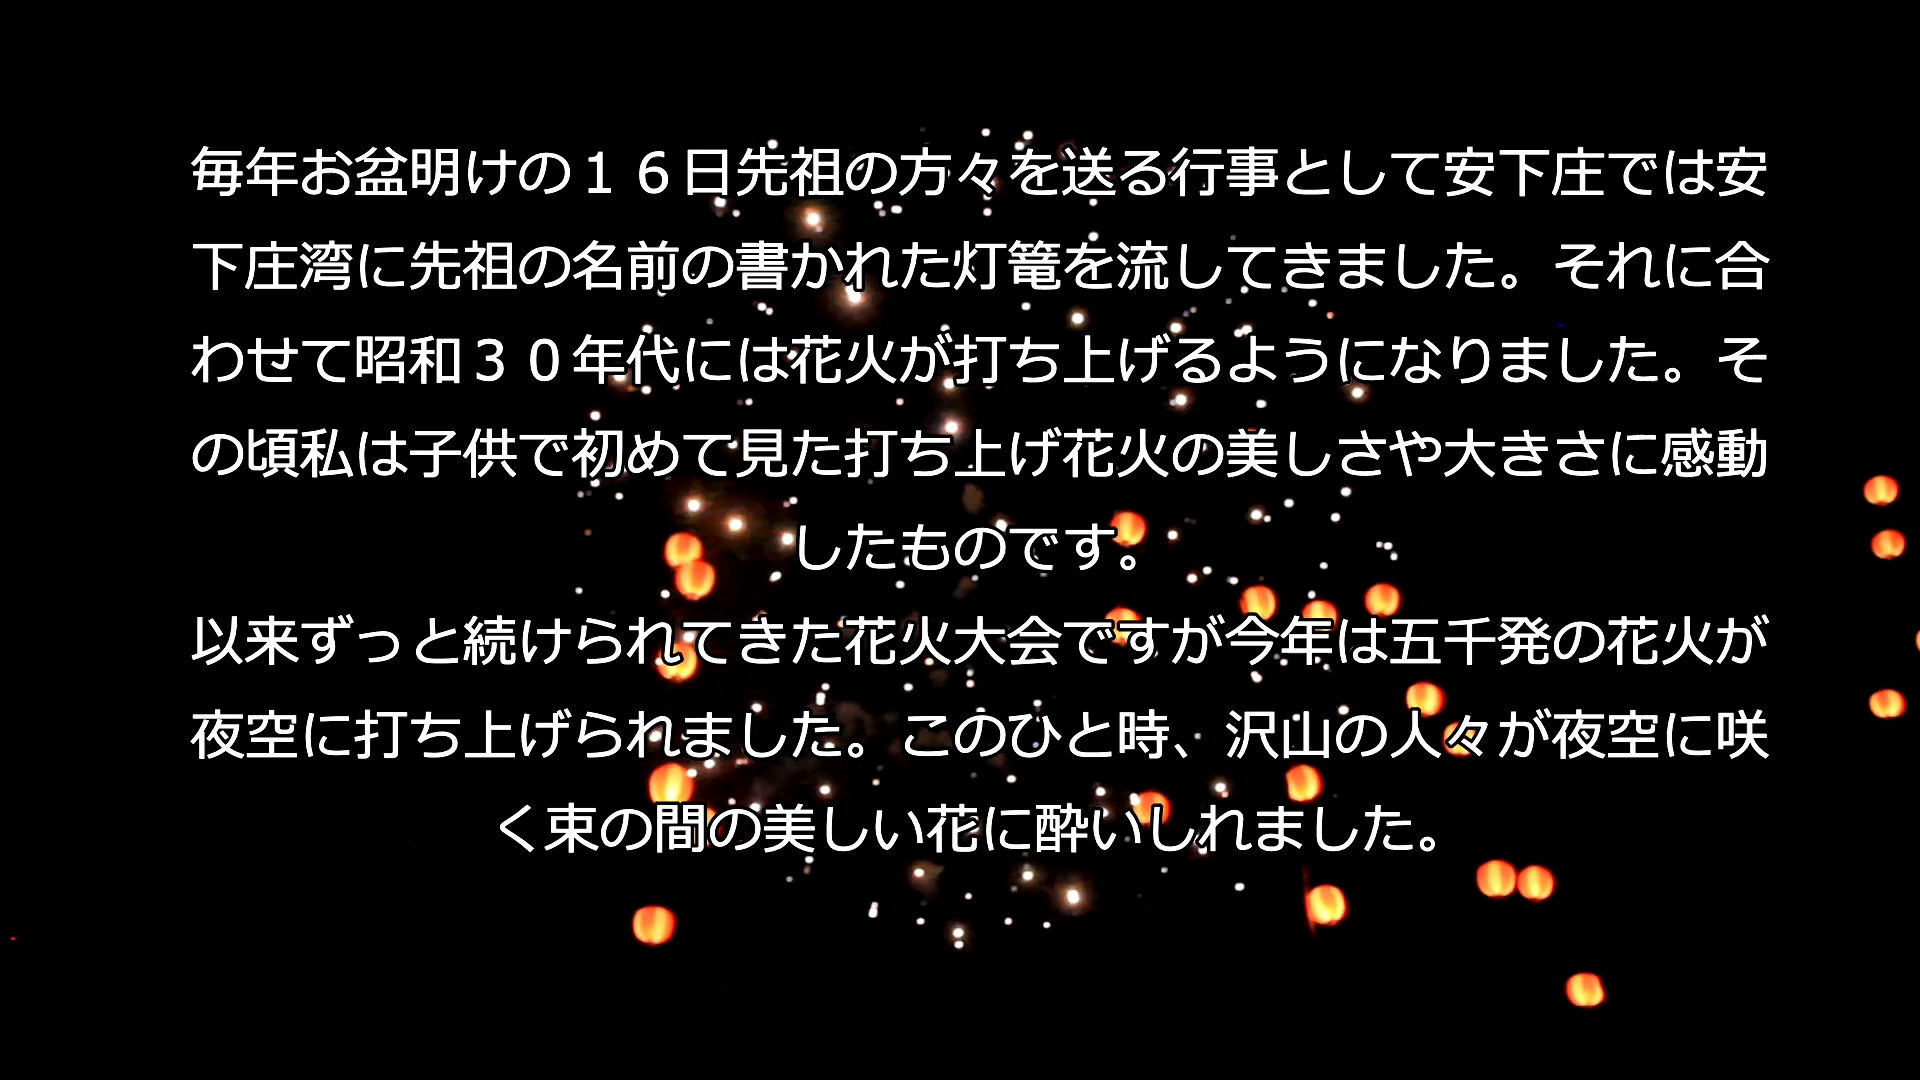 毎年お盆明けの１６日先祖の方々を送る行事として安下庄では安
下庄湾に先祖の名前の書かれた灯篭を流してきました。それに合
わせて昭和３０年代には花火が打ち上げるようになりました。そ
の頃私は子供で初めて見た打ち上げ花火の美しさや大きさに感動
したものです。
以来ずっと続けられてきた花火大会ですが今年は五千発の花火が
夜空に打ち上げられました。このひと時、沢山の人々が夜空に咲
く束の間の美しい花に酔いしれました。